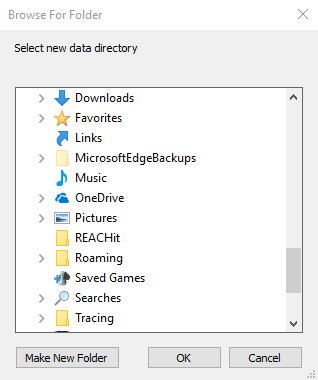 Browse For Folder
Select new data directory
Downloads
Favorites
Links
MicrosoftEdgeBackups
Music
OneDrive
Pictures
REACHit
Roaming
Saved Games
Searches
Tracing
Make New Folder
OK
Cancel